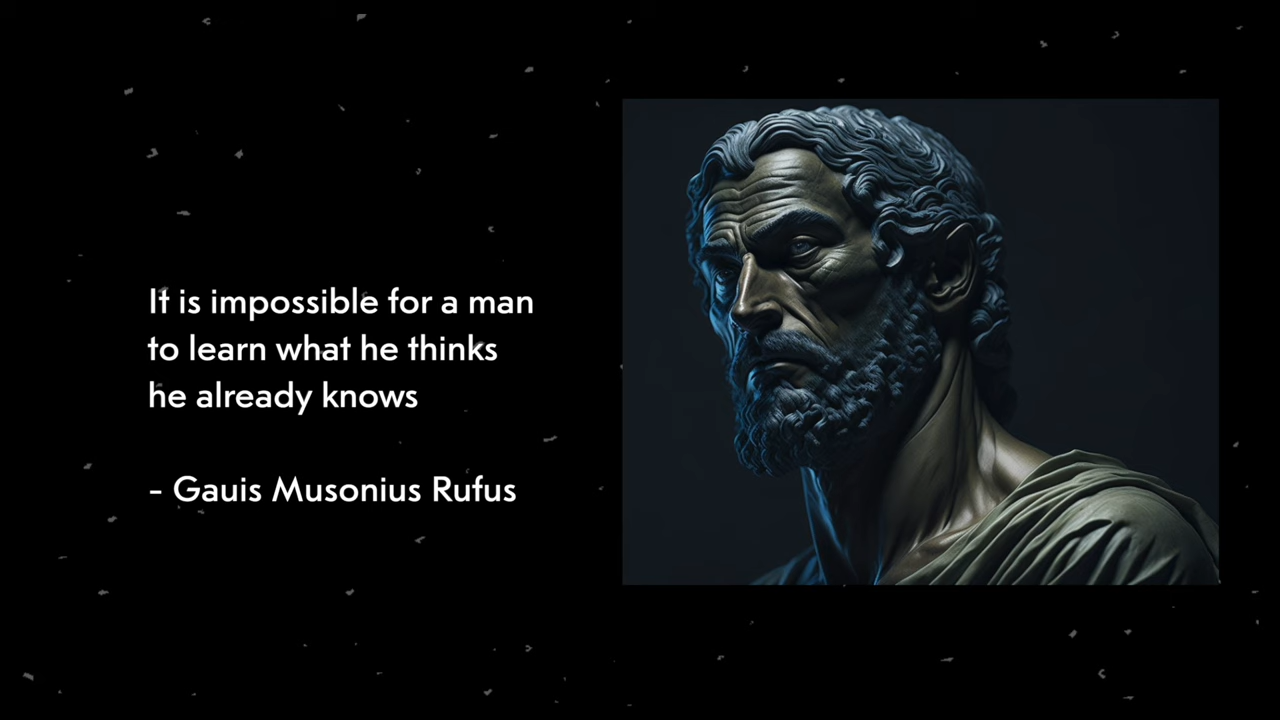 It is impossible for a man
to learn what he thinks
he already knows
- Gauis Musonius Rufus